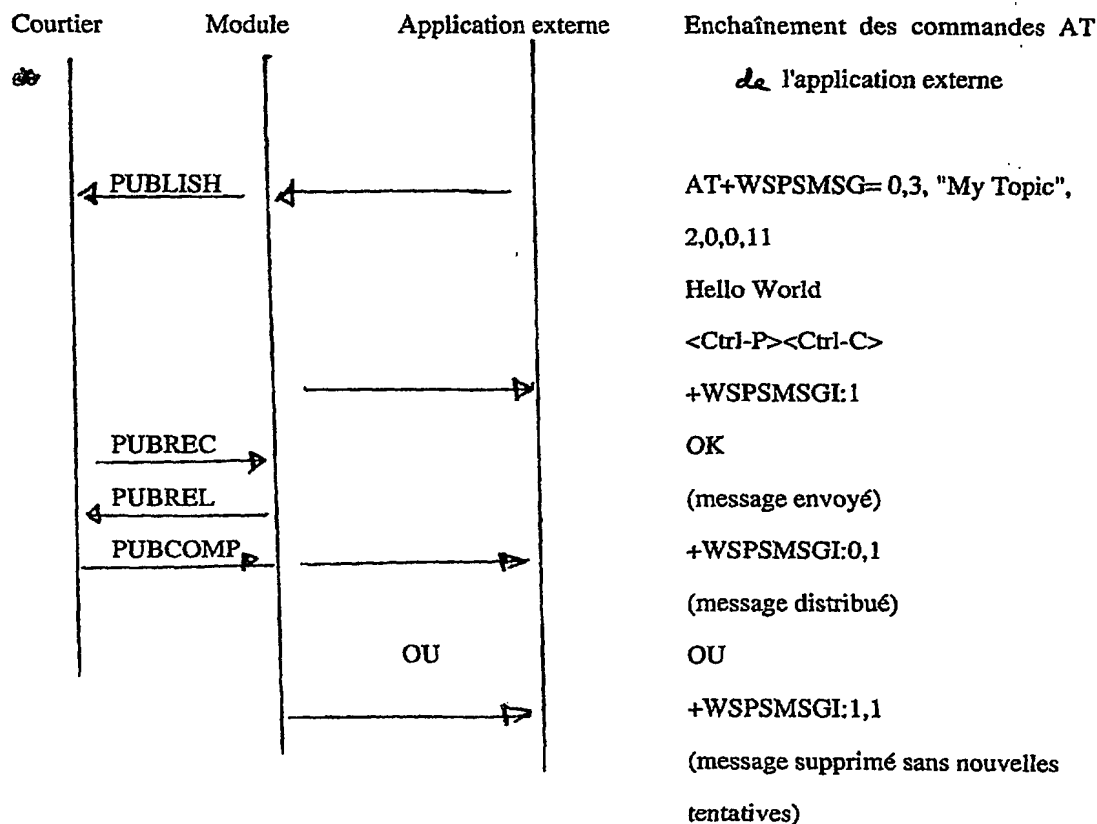 Courtier Module Application externe Enchaînement des commandes AT
de l'application externe
PUBLISH AT+WSPSMSG= 0,3, "My Topic",
2,0,0,11
Hello World
<Ctrl-P><Ctrl-C>
+WSPSMSGI:1
PUBREC OK
PUBREL (message envoyé)
PUBCOMP +WSPSMSGI:0,1
(message distribué)
OU OU
+WSPSMSGI:1,1
(message supprimé sans nouvelles
tentatives)